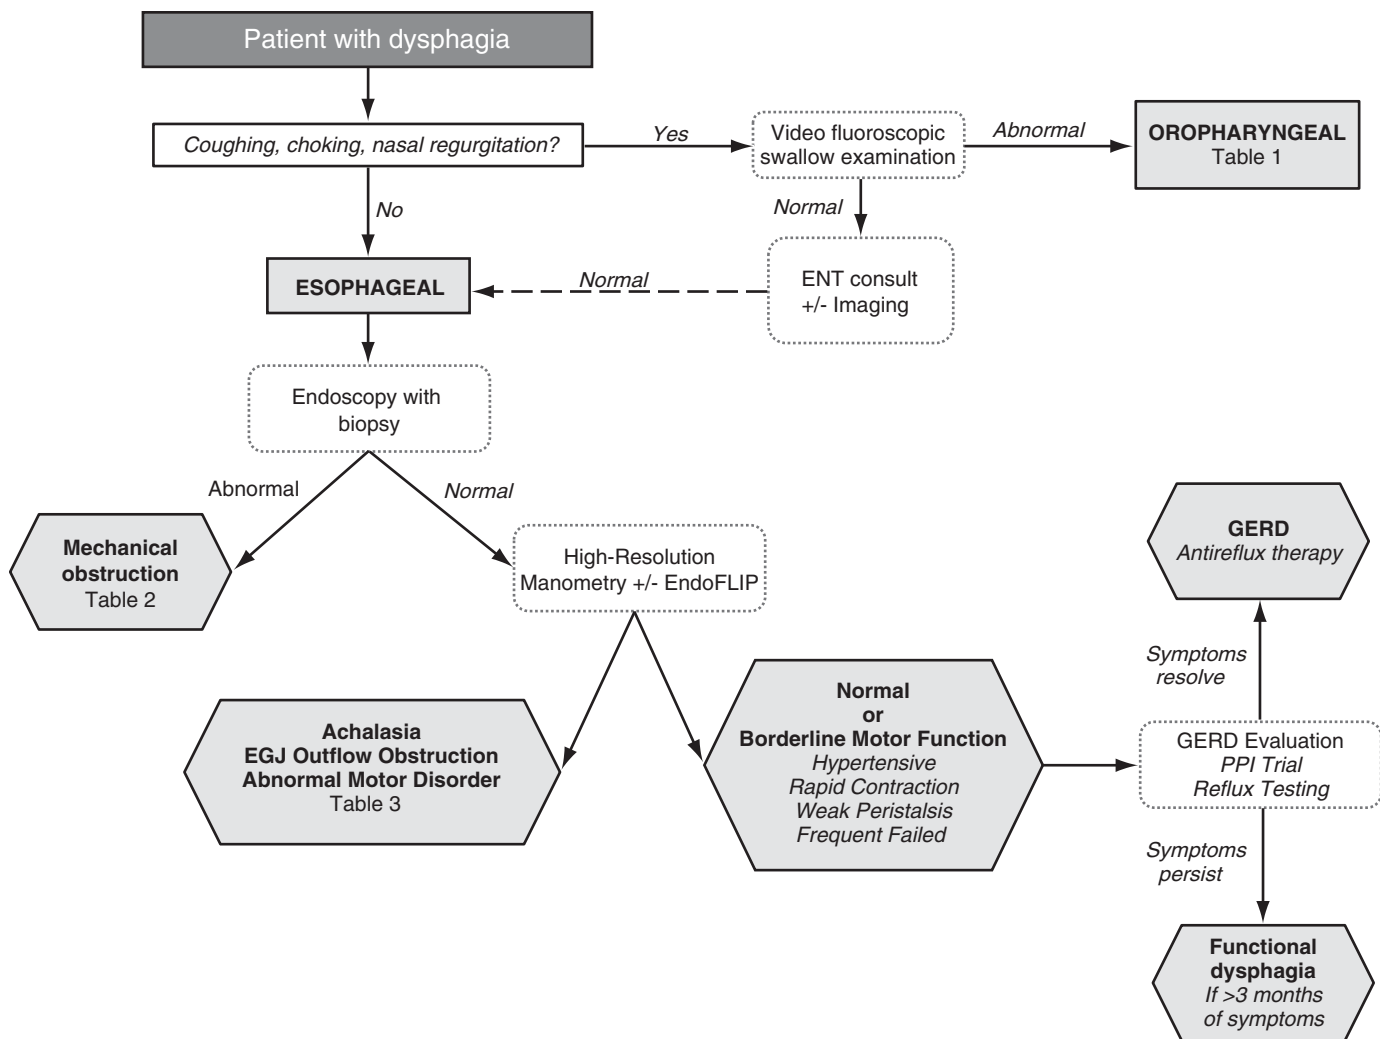 Patient with dysphagia
Coughing, choking, nasal regurgitation?
Yes
Video fluoroscopic
swallow examination
Abnormal
OROPHARYNGEAL
Table 1
No
Normal
ESOPHAGEAL
Normal
ENT consult
+/- Imaging
Endoscopy with
biopsy
Abnormal
Normal
Mechanical
obstruction
Table 2
High-Resolution
Manometry +/- EndoFLIP
GERD
Antireflux therapy
Symptoms
resolve
Achalasia
EGJ Outflow Obstruction
Abnormal Motor Disorder
Table 3
Normal
or
Borderline Motor Function
Hypertensive
Rapid Contraction
Weak Peristalsis
Frequent Failed
GERD Evaluation
PPI Trial
Reflux Testing
Symptoms
persist
Functional
dysphagia
If >3 months
of symptoms